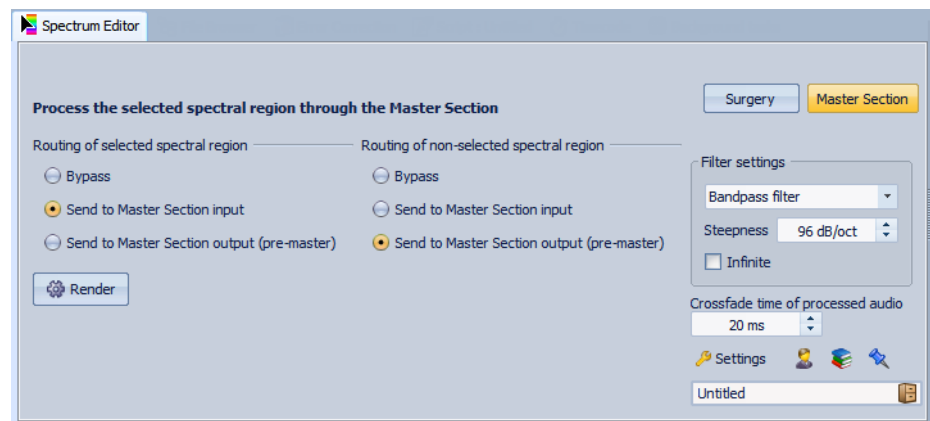 Spectrum Editor
Process the selected spectral region through the Master Section
Surgery
Master Section
Routing of selected spectral region
Routing of non-selected spectral region
Bypass
Bypass
Send to Master Section input
Send to Master Section input
Send to Master Section output (pre-master)
Send to Master Section output (pre-master)
Render
Filter settings
Bandpass filter
Steepness 96 dB/oct
Infinite
Crossfade time of processed audio
20 ms
Settings
Untitled